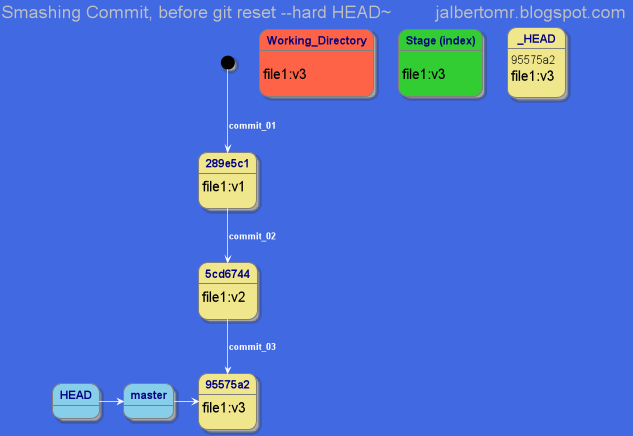 Smashing Commit, before git reset --hard HEAD~ jalbertomr.blogspot.com
Working_Directory
file1:v3
Stage (index)
file1:v3
_HEAD
95575a2
file1:v3
commit_01
289e5c1
file1:v1
commit_02
5cd6744
file1:v2
commit_03
HEAD
master
95575a2
file1:v3